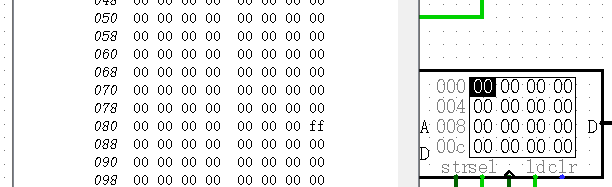 048 00 00 00 00 00 00 00 00
050 00 00 00 00 00 00 00 00
058 00 00 00 00 00 00 00 00
060 00 00 00 00 00 00 00 00
068 00 00 00 00 00 00 00 00
070 00 00 00 00 00 00 00 00
078 00 00 00 00 00 00 00 00
080 00 00 00 00 00 00 00 ff
088 00 00 00 00 00 00 00 00
090 00 00 00 00 00 00 00 00
098 00 00 00 00 00 00 00 00
000 00 00 00 00
004 00 00 00 00
A 008 00 00 00 00 D
00c 00 00 00 00
D
str sel ld clr